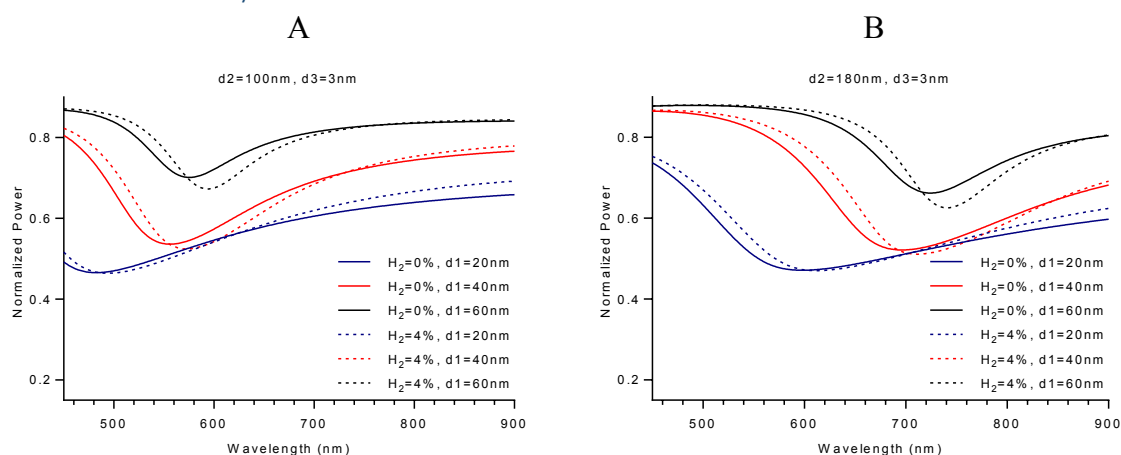 A
d2=100nm, d3=3nm
Normalized Power
0.8
0.6
0.4
0.2
H₂=0%, d1=20nm
H₂=0%, d1=40nm
H₂=0%, d1=60nm
H₂=4%, d1=20nm
H₂=4%, d1=40nm
H₂=4%, d1=60nm
500 600 700 800 900
Wavelength (nm)
B
d2=180nm, d3=3nm
Normalized Power
0.8
0.6
0.4
0.2
H₂=0%, d1=20nm
H₂=0%, d1=40nm
H₂=0%, d1=60nm
H₂=4%, d1=20nm
H₂=4%, d1=40nm
H₂=4%, d1=60nm
500 600 700 800 900
Wavelength (nm)